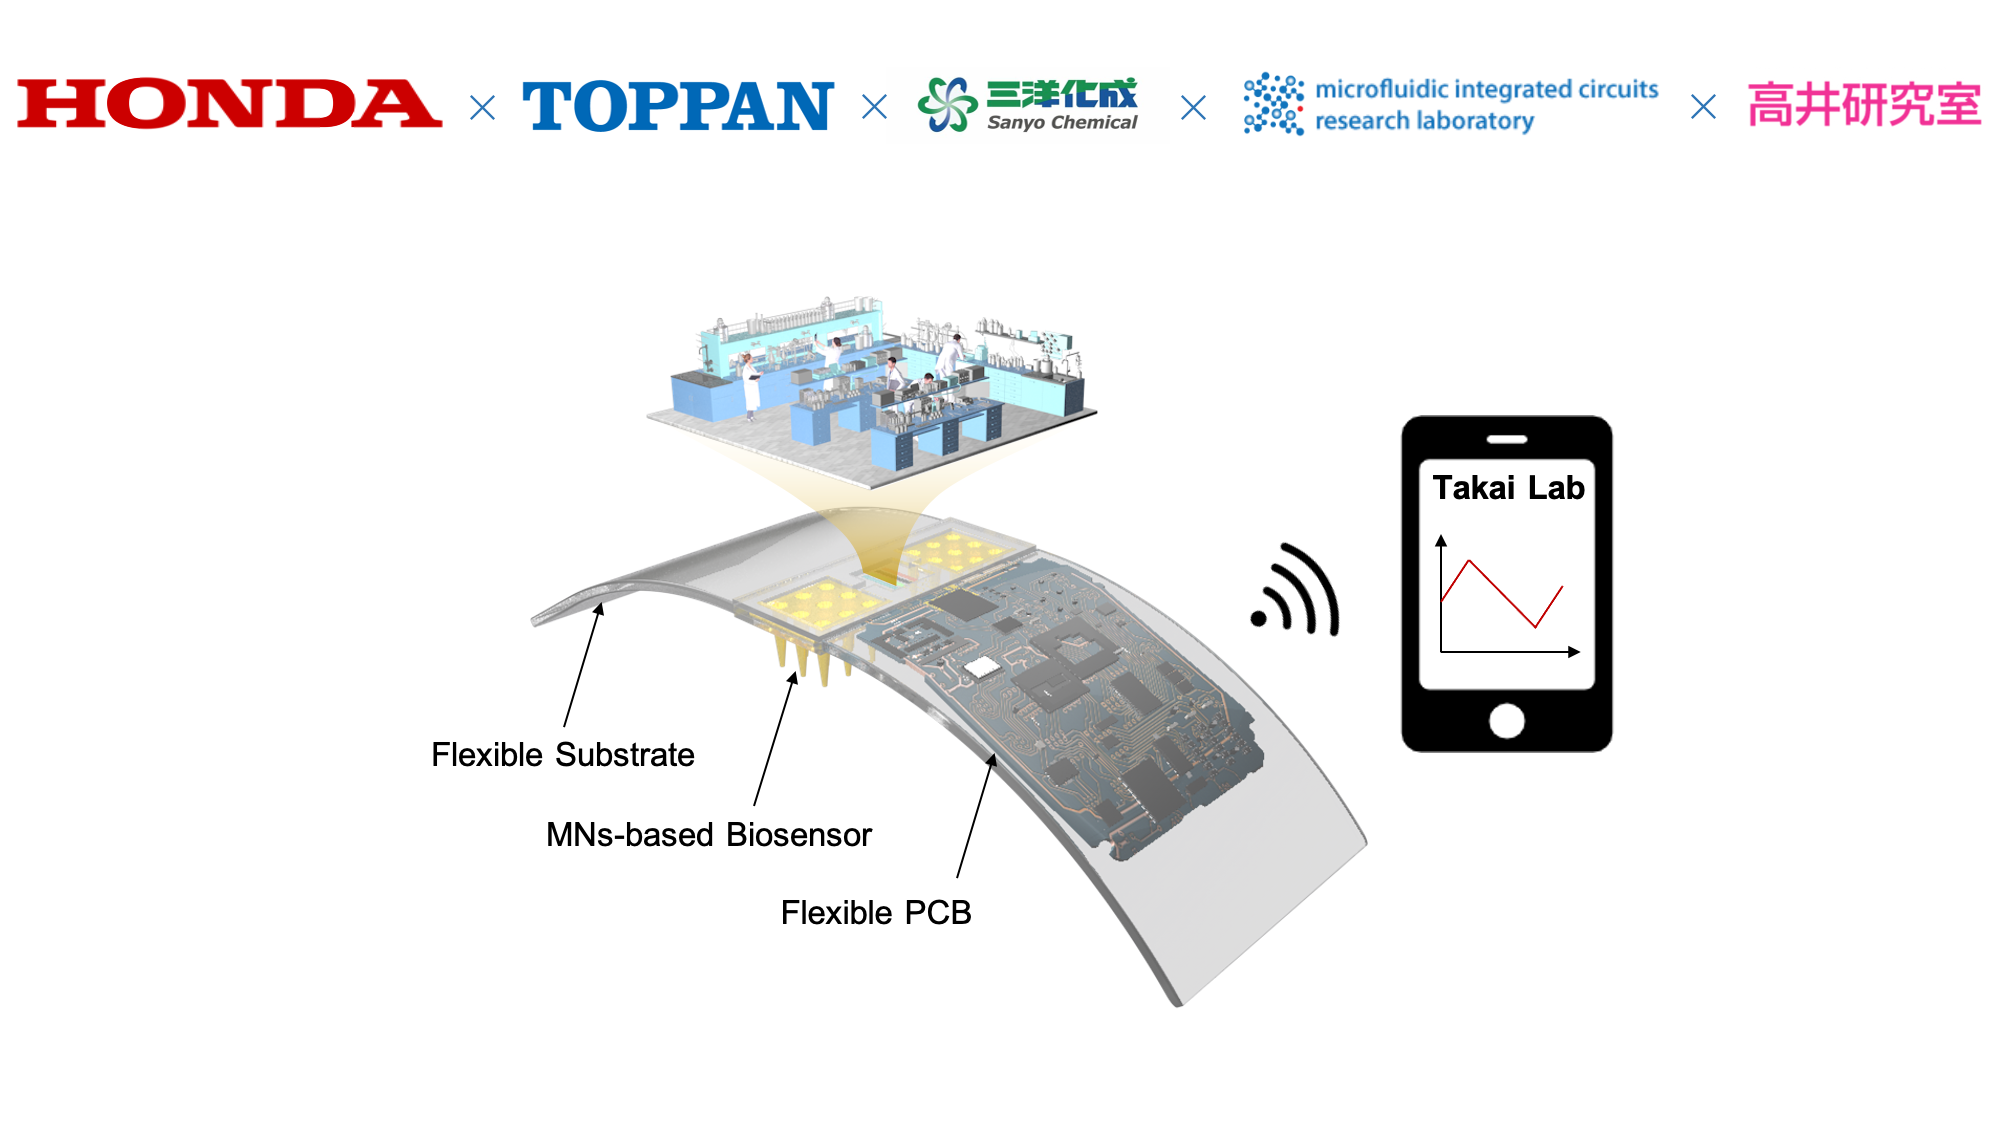 HONDA × TOPPAN × 三洋化成 × microfluidic integrated circuits × 高井研究室
Sanyo Chemical
research laboratory
Takai Lab
Flexible Substrate
MNs-based Biosensor
Flexible PCB